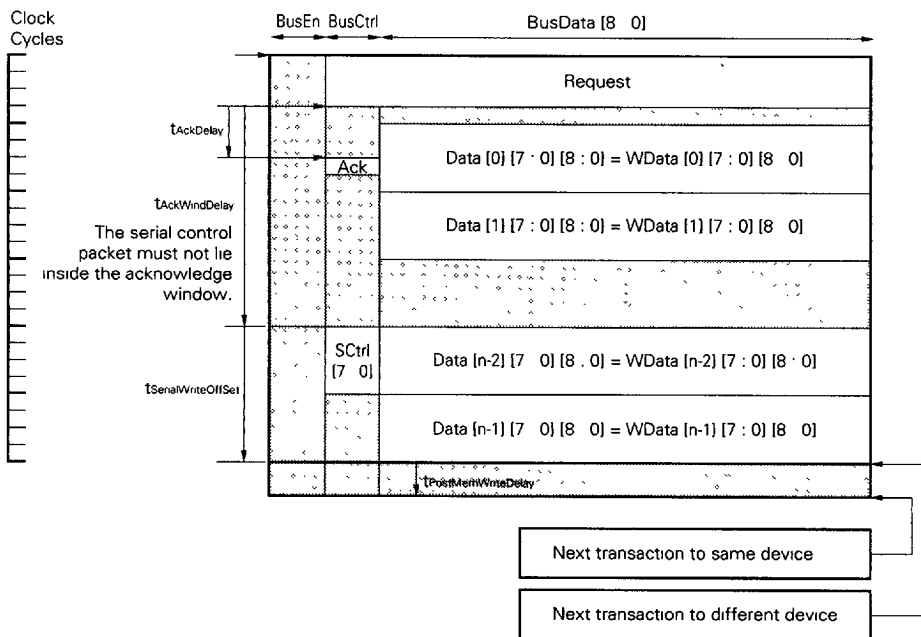 Clock
Cycles
BusEn BusCtrl BusData [8 0]
Request
tAckDelay
Ack
Data [0] [7 : 0] [8 : 0] = WData [0] [7 : 0] [8 0]
tAckWindDelay
Data [1] [7 : 0] [8 : 0] = WData [1] [7 : 0] [8 0]
The serial control
packet must not lie
inside the acknowledge
window.
SCtrl
[7 0]
Data [n-2] [7 0] [8 . 0] = WData [n-2] [7 : 0] [8 : 0]
tSerialWriteOffSet
Data [n-1] [7 0] [8 0] = WData [n-1] [7 : 0] [8 0]
tPostMemWriteDelay
Next transaction to same device
Next transaction to different device